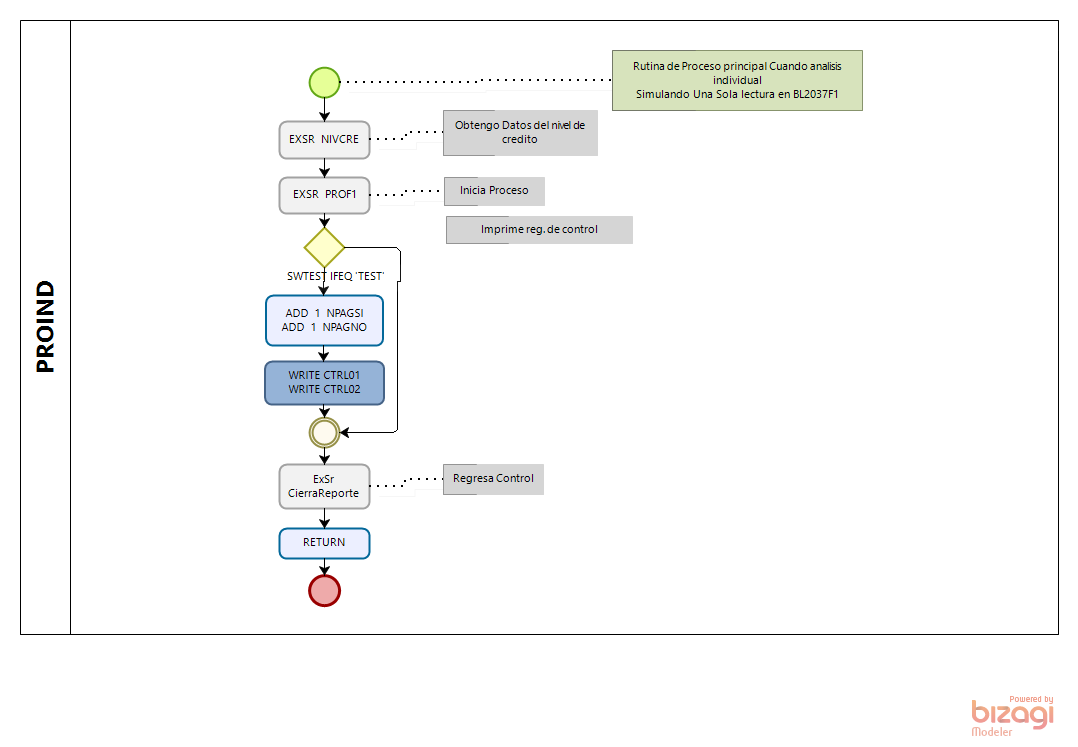 PROIND
Rutina de Proceso principal Cuando analisis
individual
Simulando Una Sola lectura en BL2037F1
EXSR NIVCRE
Obtengo Datos del nivel de
credito
EXSR PROF1
Inicia Proceso
Imprime reg. de control
SWTEST IFEQ 'TEST'
ADD 1 NPAGSI
ADD 1 NPAGNO
WRITE CTRL01
WRITE CTRL02
ExSr
CierraReporte
Regresa Control
RETURN
Powered by
bizagi
Modeler